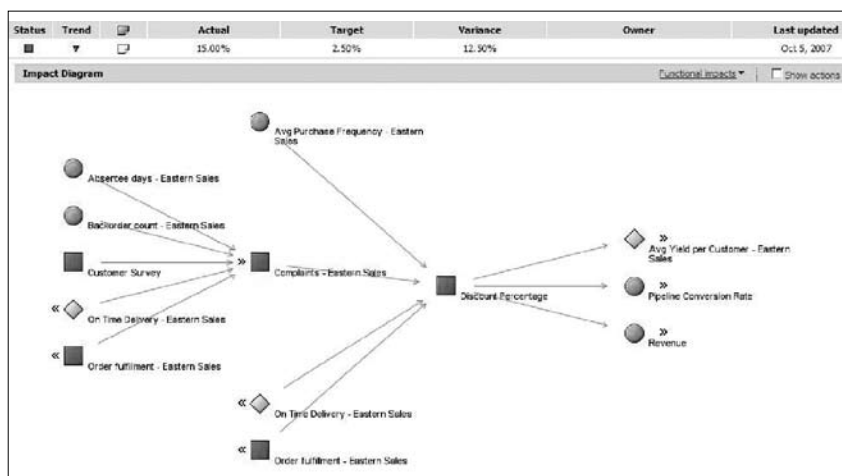 Status Trend Actual Target Variance Owner Last updated
15.00% 2.50% 12.50% Oct 5, 2007
Impact Diagram Functional impacts Show actions
Avg Purchase Frequency - Eastern
Sales
Absentee days - Eastern Sales
Backorder count - Eastern Sales
Customer Survey
Complaints - Eastern Sales
On Time Delivery - Eastern Sales
Order fulfilment - Eastern Sales
Discount Percentage
Avg Yield per Customer - Eastern
Sales
Pipeline Conversion Rate
Revenue
On Time Delivery - Eastern Sales
Order fulfilment - Eastern Sales